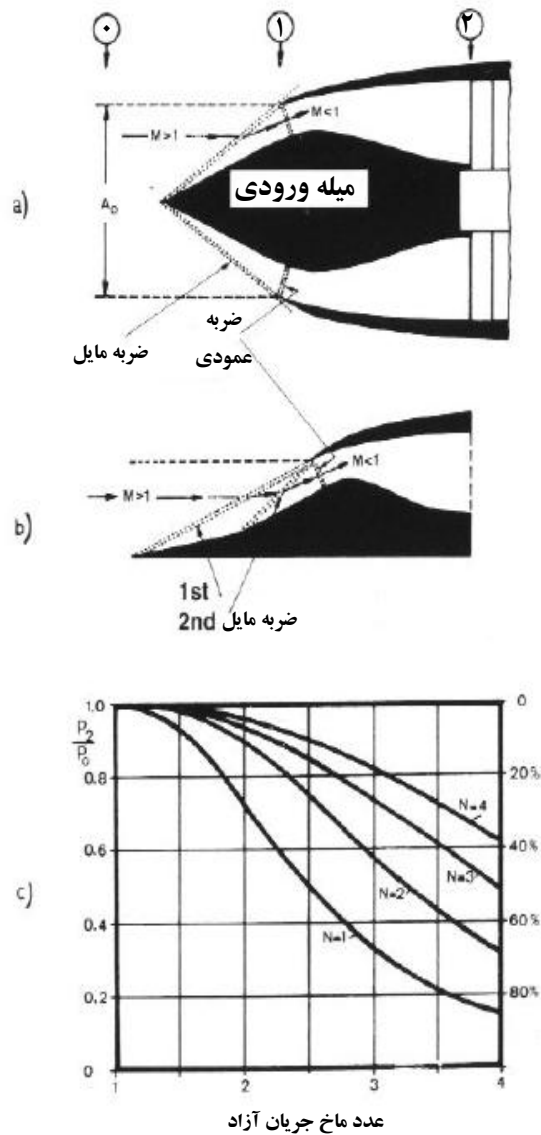 ۰ ۱ ۲
a)
M>1 M<1
A₀
میله ورودی
ضربه مایل
ضربه عمودی
b)
M>1 M<1
1st
2nd ضربه مایل
c)
P₂/P₀
1.0
0.8
0.6
0.4
0.2
0
0
20%
40%
60%
80%
N=4
N=3
N=2
N=1
1 2 3 4
عدد ماخ جریان آزاد